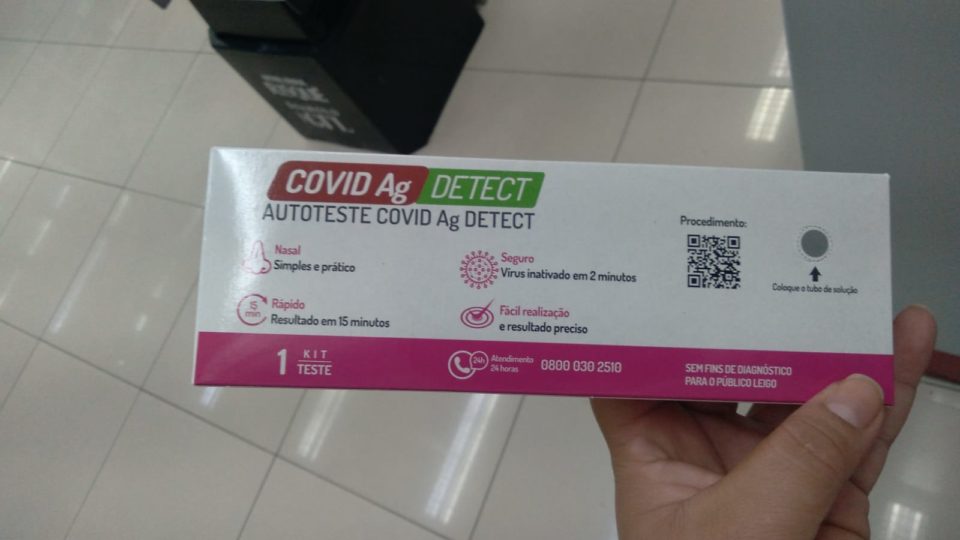 COVID Ag DETECT
AUTOTESTE COVID Ag DETECT
Nasal
Simples e prático
15
min
Rápido
Resultado em 15 minutos
Seguro
Vírus inativado em 2 minutos
Fácil realização
e resultado preciso
Procedimento:
Coloque o tubo de solução
1 KIT
TESTE
24h
Atendimento
24 horas
0800 030 2510
SEM FINS DE DIAGNÓSTICO
PARA O PÚBLICO LEIGO